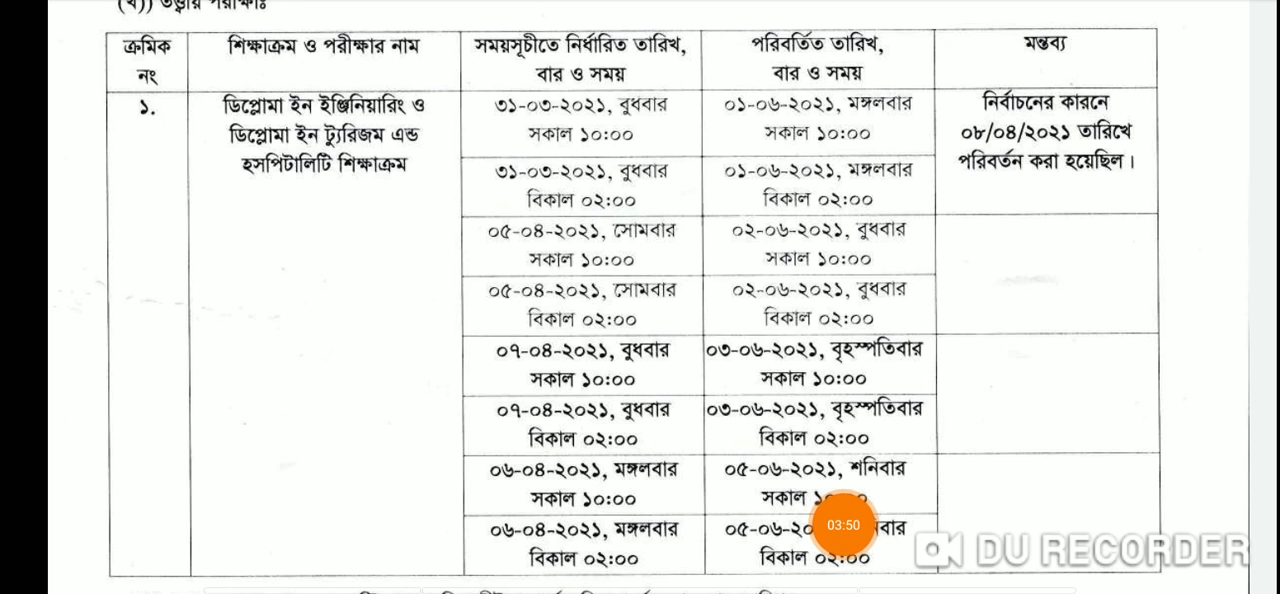 (খ)) তত্ত্বীয় পরীক্ষাঃ
ক্রমিক নং
শিক্ষাক্রম ও পরীক্ষার নাম
সময়সূচীতে নির্ধারিত তারিখ,
বার ও সময়
পরিবর্তিত তারিখ,
বার ও সময়
মন্তব্য
১.
ডিপ্লোমা ইন ইঞ্জিনিয়ারিং ও
ডিপ্লোমা ইন ট্যুরিজম এন্ড
হসপিটালিটি শিক্ষাক্রম
৩১-০৩-২০২১, বুধবার
সকাল ১০:০০
০১-০৬-২০২১, মঙ্গলবার
সকাল ১০:০০
নির্বাচনের কারনে
০৮/০৪/২০২১ তারিখে
পরিবর্তন করা হয়েছিল।
৩১-০৩-২০২১, বুধবার
বিকাল ০২:০০
০১-০৬-২০২১, মঙ্গলবার
বিকাল ০২:০০
০৫-০৪-২০২১, সোমবার
সকাল ১০:০০
০২-০৬-২০২১, বুধবার
সকাল ১০:০০
০৫-০৪-২০২১, সোমবার
বিকাল ০২:০০
০২-০৬-২০২১, বুধবার
বিকাল ০২:০০
০৭-০৪-২০২১, বুধবার
সকাল ১০:০০
০৩-০৬-২০২১, বৃহস্পতিবার
সকাল ১০:০০
০৭-০৪-২০২১, বুধবার
বিকাল ০২:০০
০৩-০৬-২০২১, বৃহস্পতিবার
বিকাল ০২:০০
০৬-০৪-২০২১, মঙ্গলবার
সকাল ১০:০০
০৫-০৬-২০২১, শনিবার
সকাল
০৬-০৪-২০২১, মঙ্গলবার
বিকাল ০২:০০
০৫-০৬-২০
বিকাল ০২:০০
03:50
DU RECORDER